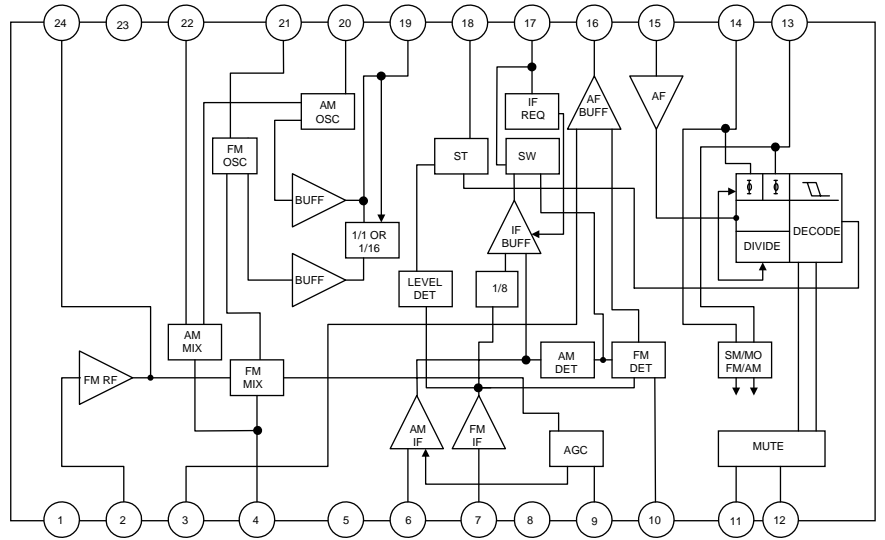 24 23 22 21 20 19 18 17 16 15 14 13
AM
OSC
IF
REQ
AF
BUFF
AF
FM
OSC
ST
SW
BUFF
1/1 OR
1/16
IF
BUFF
DIVIDE
DECODE
BUFF
LEVEL
DET
1/8
AM
MIX
FM RF
FM
MIX
AM
DET
FM
DET
SM/MO
FM/AM
AM
IF
FM
IF
AGC
MUTE
1 2 3 4 5 6 7 8 9 10 11 12